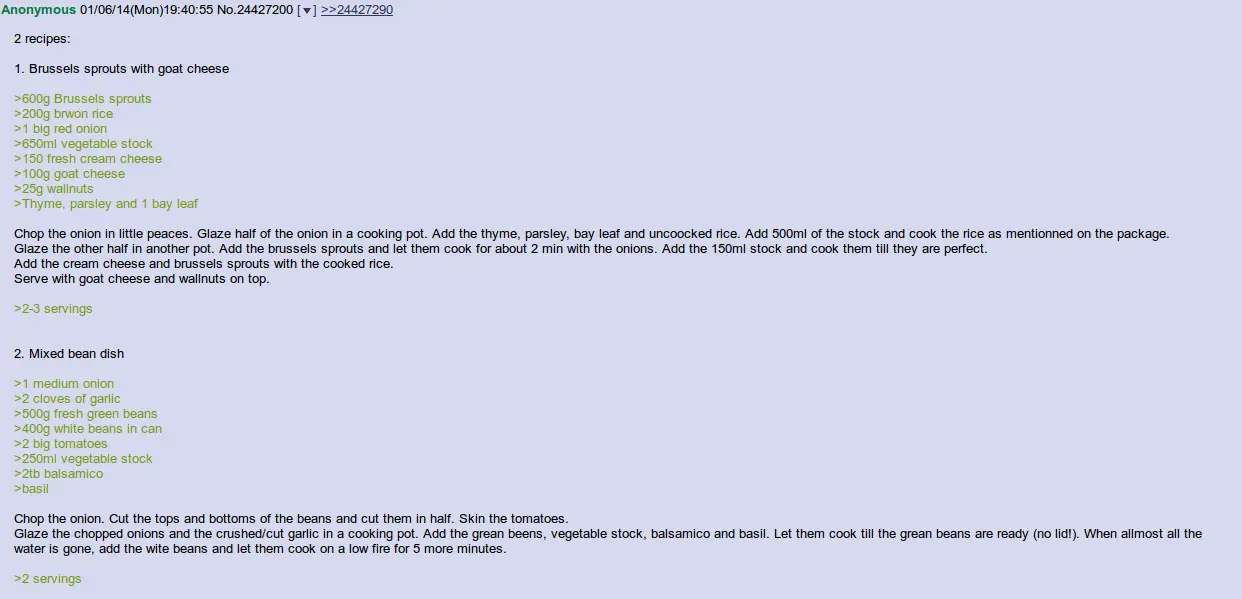 Anonymous 01/06/14(Mon)19:40:55 No.24427200 [▼] >>24427290
2 recipes:
1. Brussels sprouts with goat cheese
>600g Brussels sprouts
>200g brwon rice
>1 big red onion
>650ml vegetable stock
>150 fresh cream cheese
>100g goat cheese
>25g wallnuts
>Thyme, parsley and 1 bay leaf
Chop the onion in little peaces. Glaze half of the onion in a cooking pot. Add the thyme, parsley, bay leaf and uncoocked rice. Add 500ml of the stock and cook the rice as mentionned on the package.
Glaze the other half in another pot. Add the brussels sprouts and let them cook for about 2 min with the onions. Add the 150ml stock and cook them till they are perfect.
Add the cream cheese and brussels sprouts with the cooked rice.
Serve with goat cheese and wallnuts on top.
>2-3 servings
2. Mixed bean dish
>1 medium onion
>2 cloves of garlic
>500g fresh green beans
>400g white beans in can
>2 big tomatoes
>250ml vegetable stock
>2tb balsamico
>basil
Chop the onion. Cut the tops and bottoms of the beans and cut them in half. Skin the tomatoes.
Glaze the chopped onions and the crushed/cut garlic in a cooking pot. Add the grean beens, vegetable stock, balsamico and basil. Let them cook till the grean beans are ready (no lid!). When allmost all the
water is gone, add the wite beans and let them cook on a low fire for 5 more minutes.
>2 servings